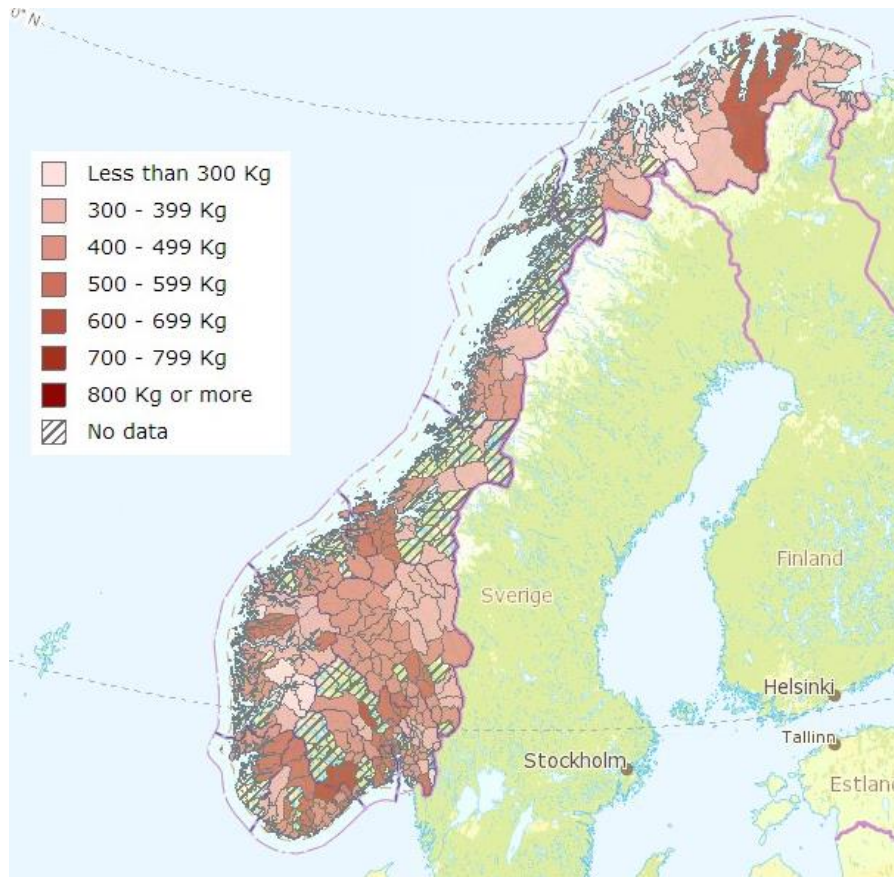 0° N
Less than 300 Kg
300 - 399 Kg
400 - 499 Kg
500 - 599 Kg
600 - 699 Kg
700 - 799 Kg
800 Kg or more
No data
Finland
Sverige
Helsinki
Tallinn
Stockholm
Estland